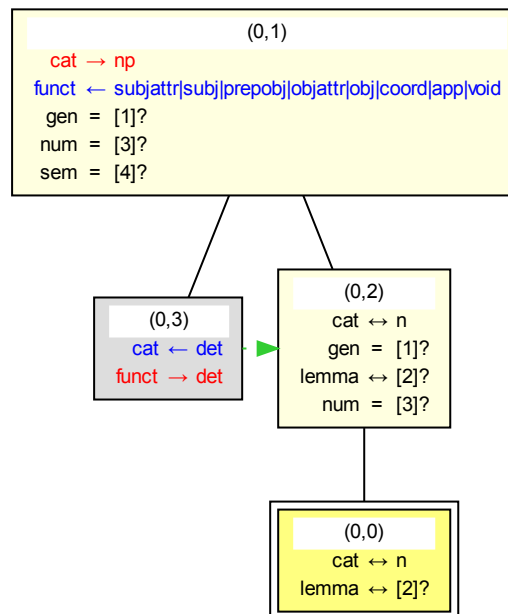 (0,1)
cat → np
funct ← subjattr|subj|prepobj|objattr|obj|coord|app|void
gen = [1]?
num = [3]?
sem = [4]?
(0,3)
cat ← det
funct → det
(0,2)
cat ↔ n
gen = [1]?
lemma ↔ [2]?
num = [3]?
(0,0)
cat ↔ n
lemma ↔ [2]?